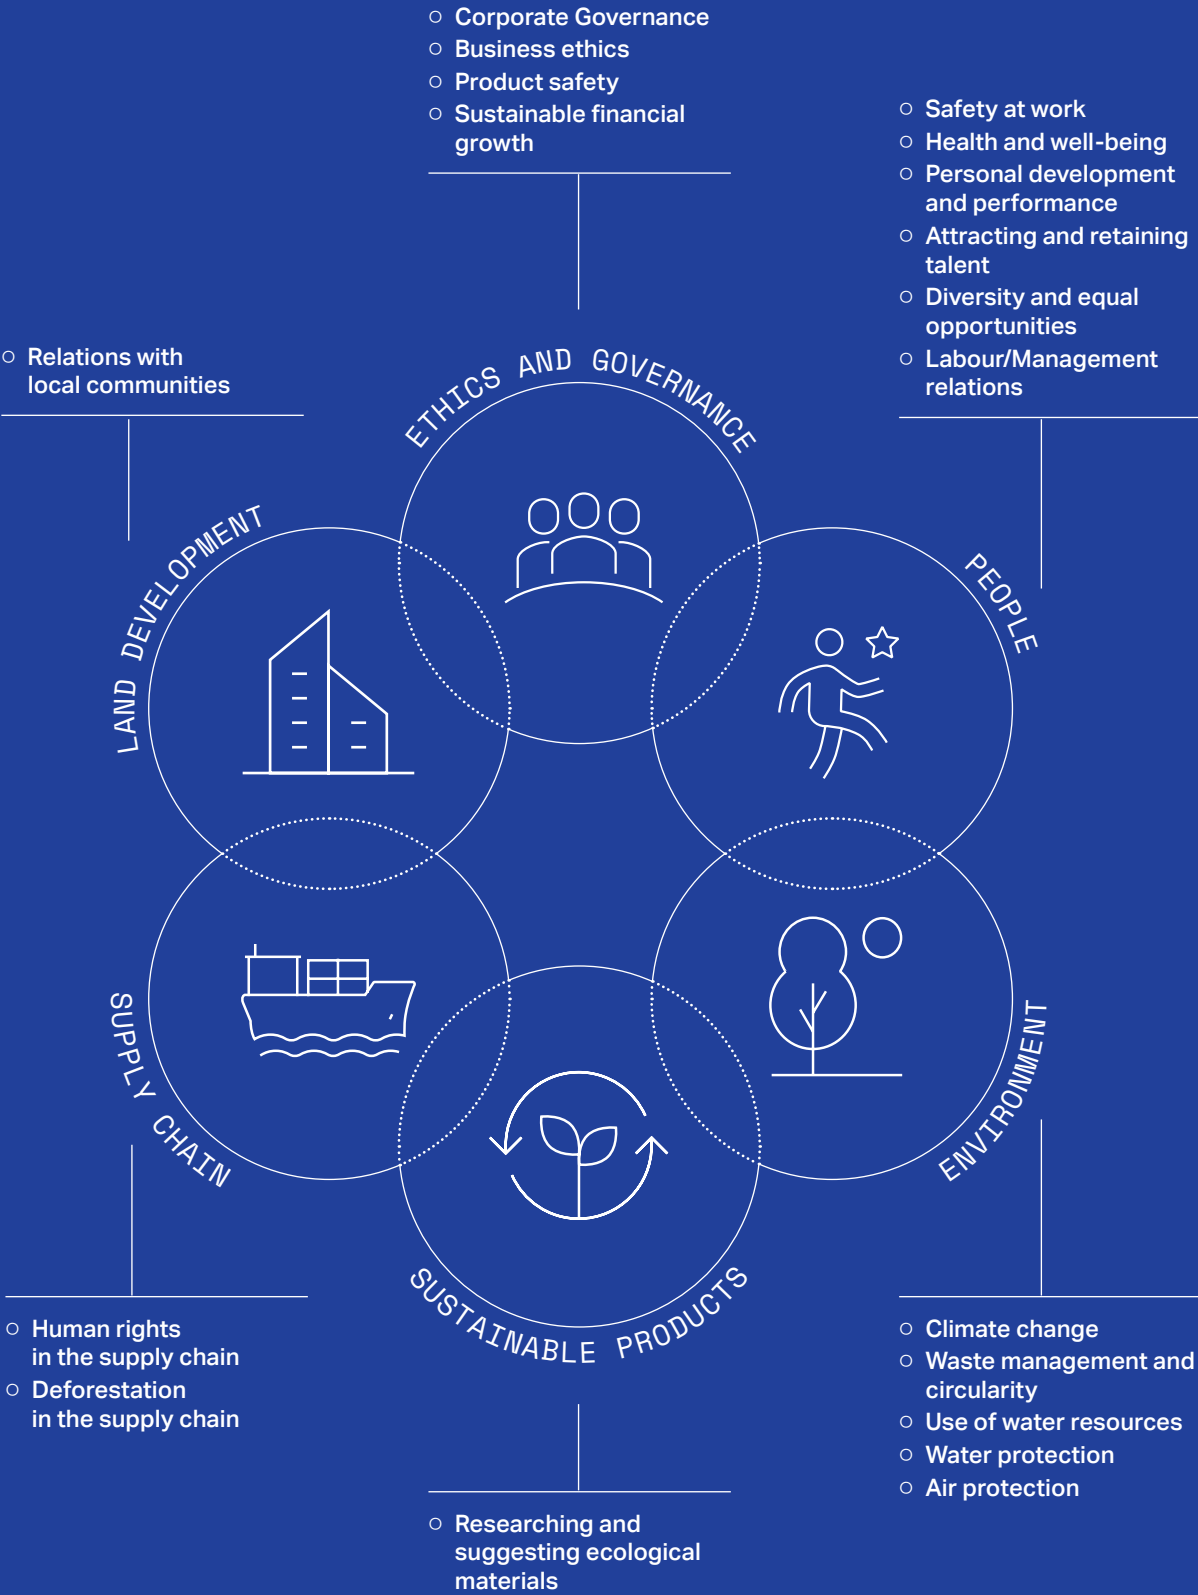 Corporate Governance
Business ethics
Product safety
Sustainable financial
growth
Safety at work
Health and well-being
Personal development
and performance
Attracting and retaining
talent
Diversity and equal
opportunities
Labour/Management
relations
Relations with
local communities
ETHICS AND GOVERNANCE
LAND DEVELOPMENT
PEOPLE
SUPPLY CHAIN
ENVIRONMENT
SUSTAINABLE PRODUCTS
Human rights
in the supply chain
Deforestation
in the supply chain
Climate change
Waste management and
circularity
Use of water resources
Water protection
Air protection
Researching and
suggesting ecological
materials